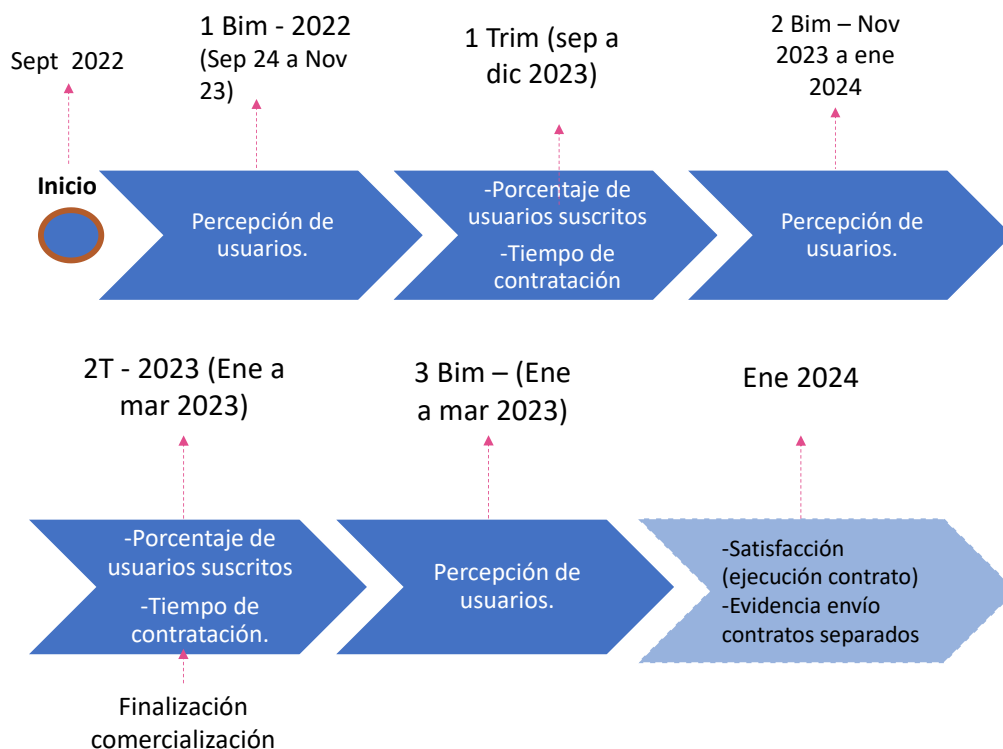 Sept 2022
1 Bim - 2022
(Sep 24 a Nov
23)
1 Trim (sep a
dic 2023)
2 Bim – Nov
2023 a ene
2024
Inicio
Percepción de
usuarios.
-Porcentaje de
usuarios suscritos
-Tiempo de
contratación
Percepción de
usuarios.
2T - 2023 (Ene a
mar 2023)
3 Bim – (Ene
a mar 2023)
Ene 2024
-Porcentaje de
usuarios suscritos
-Tiempo de
contratación.
Percepción de
usuarios.
-Satisfacción
(ejecución contrato)
-Evidencia envío
contratos separados
Finalización
comercialización